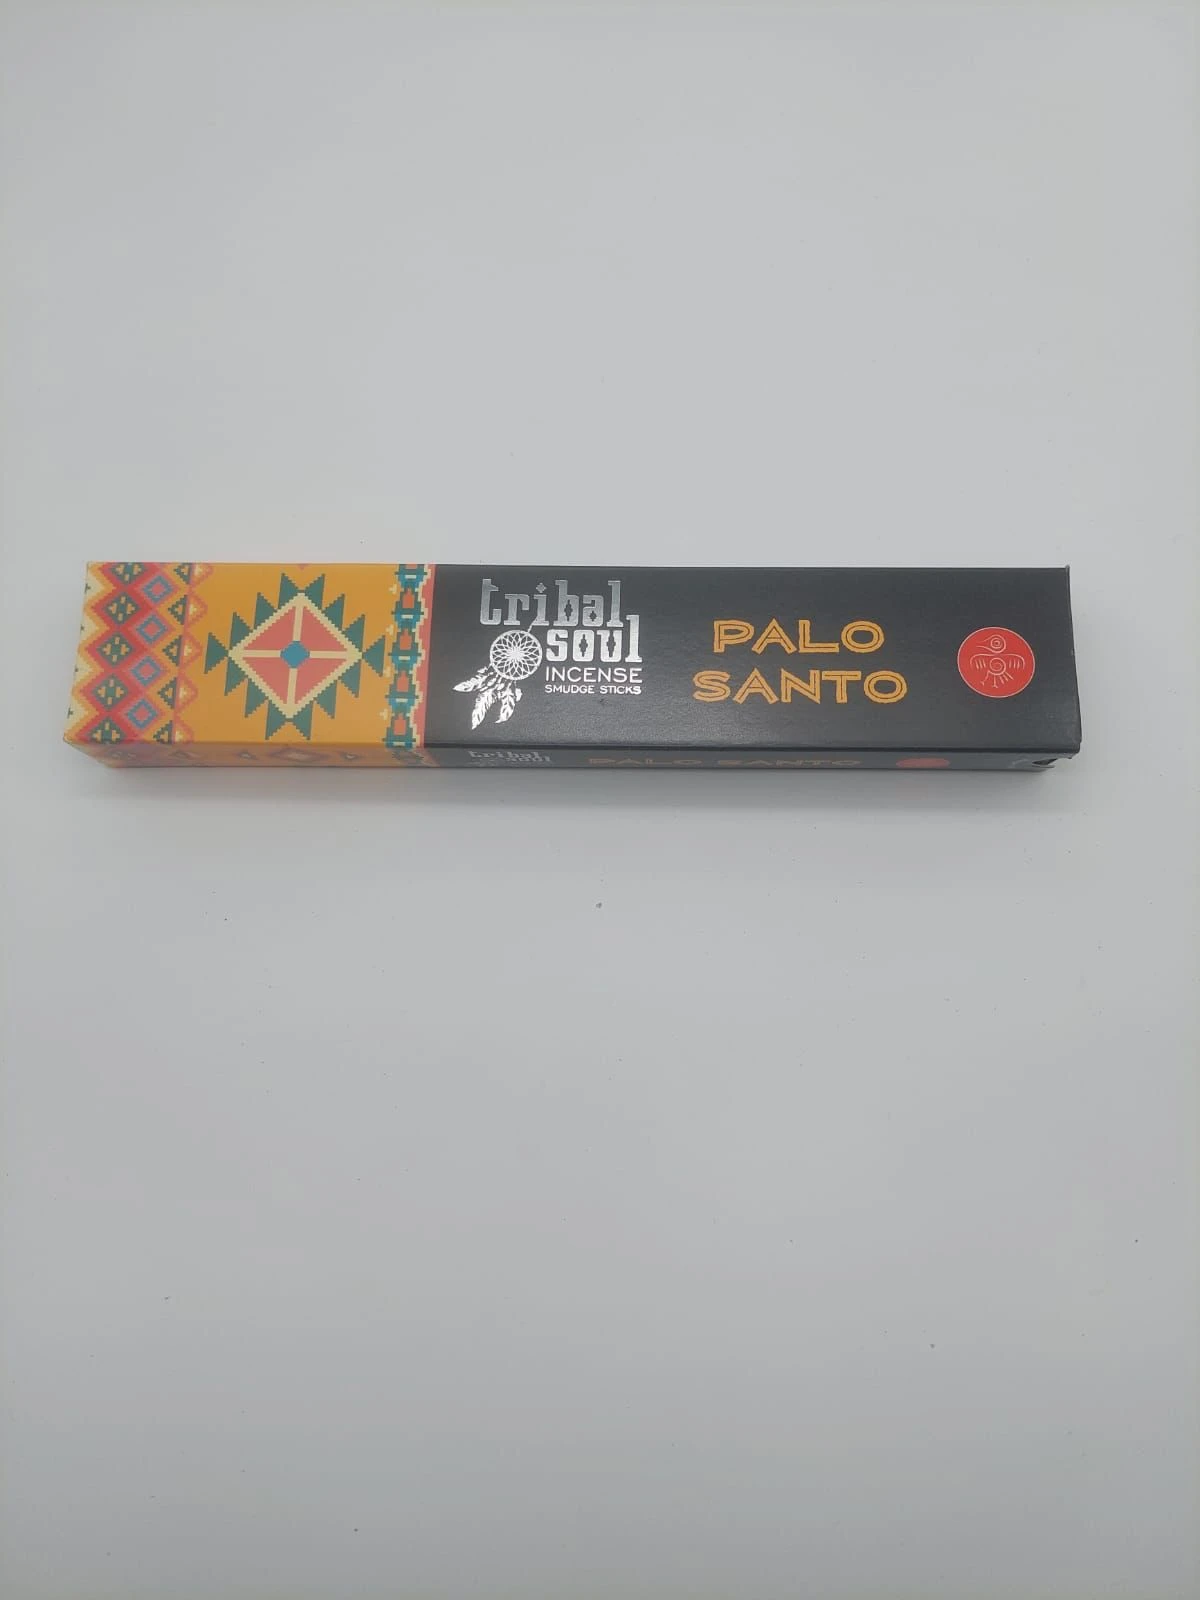 tribal
soul
INCENSE
SMUDGE STICKS
PALO
SANTO
tribal
soul
PALO SANTO